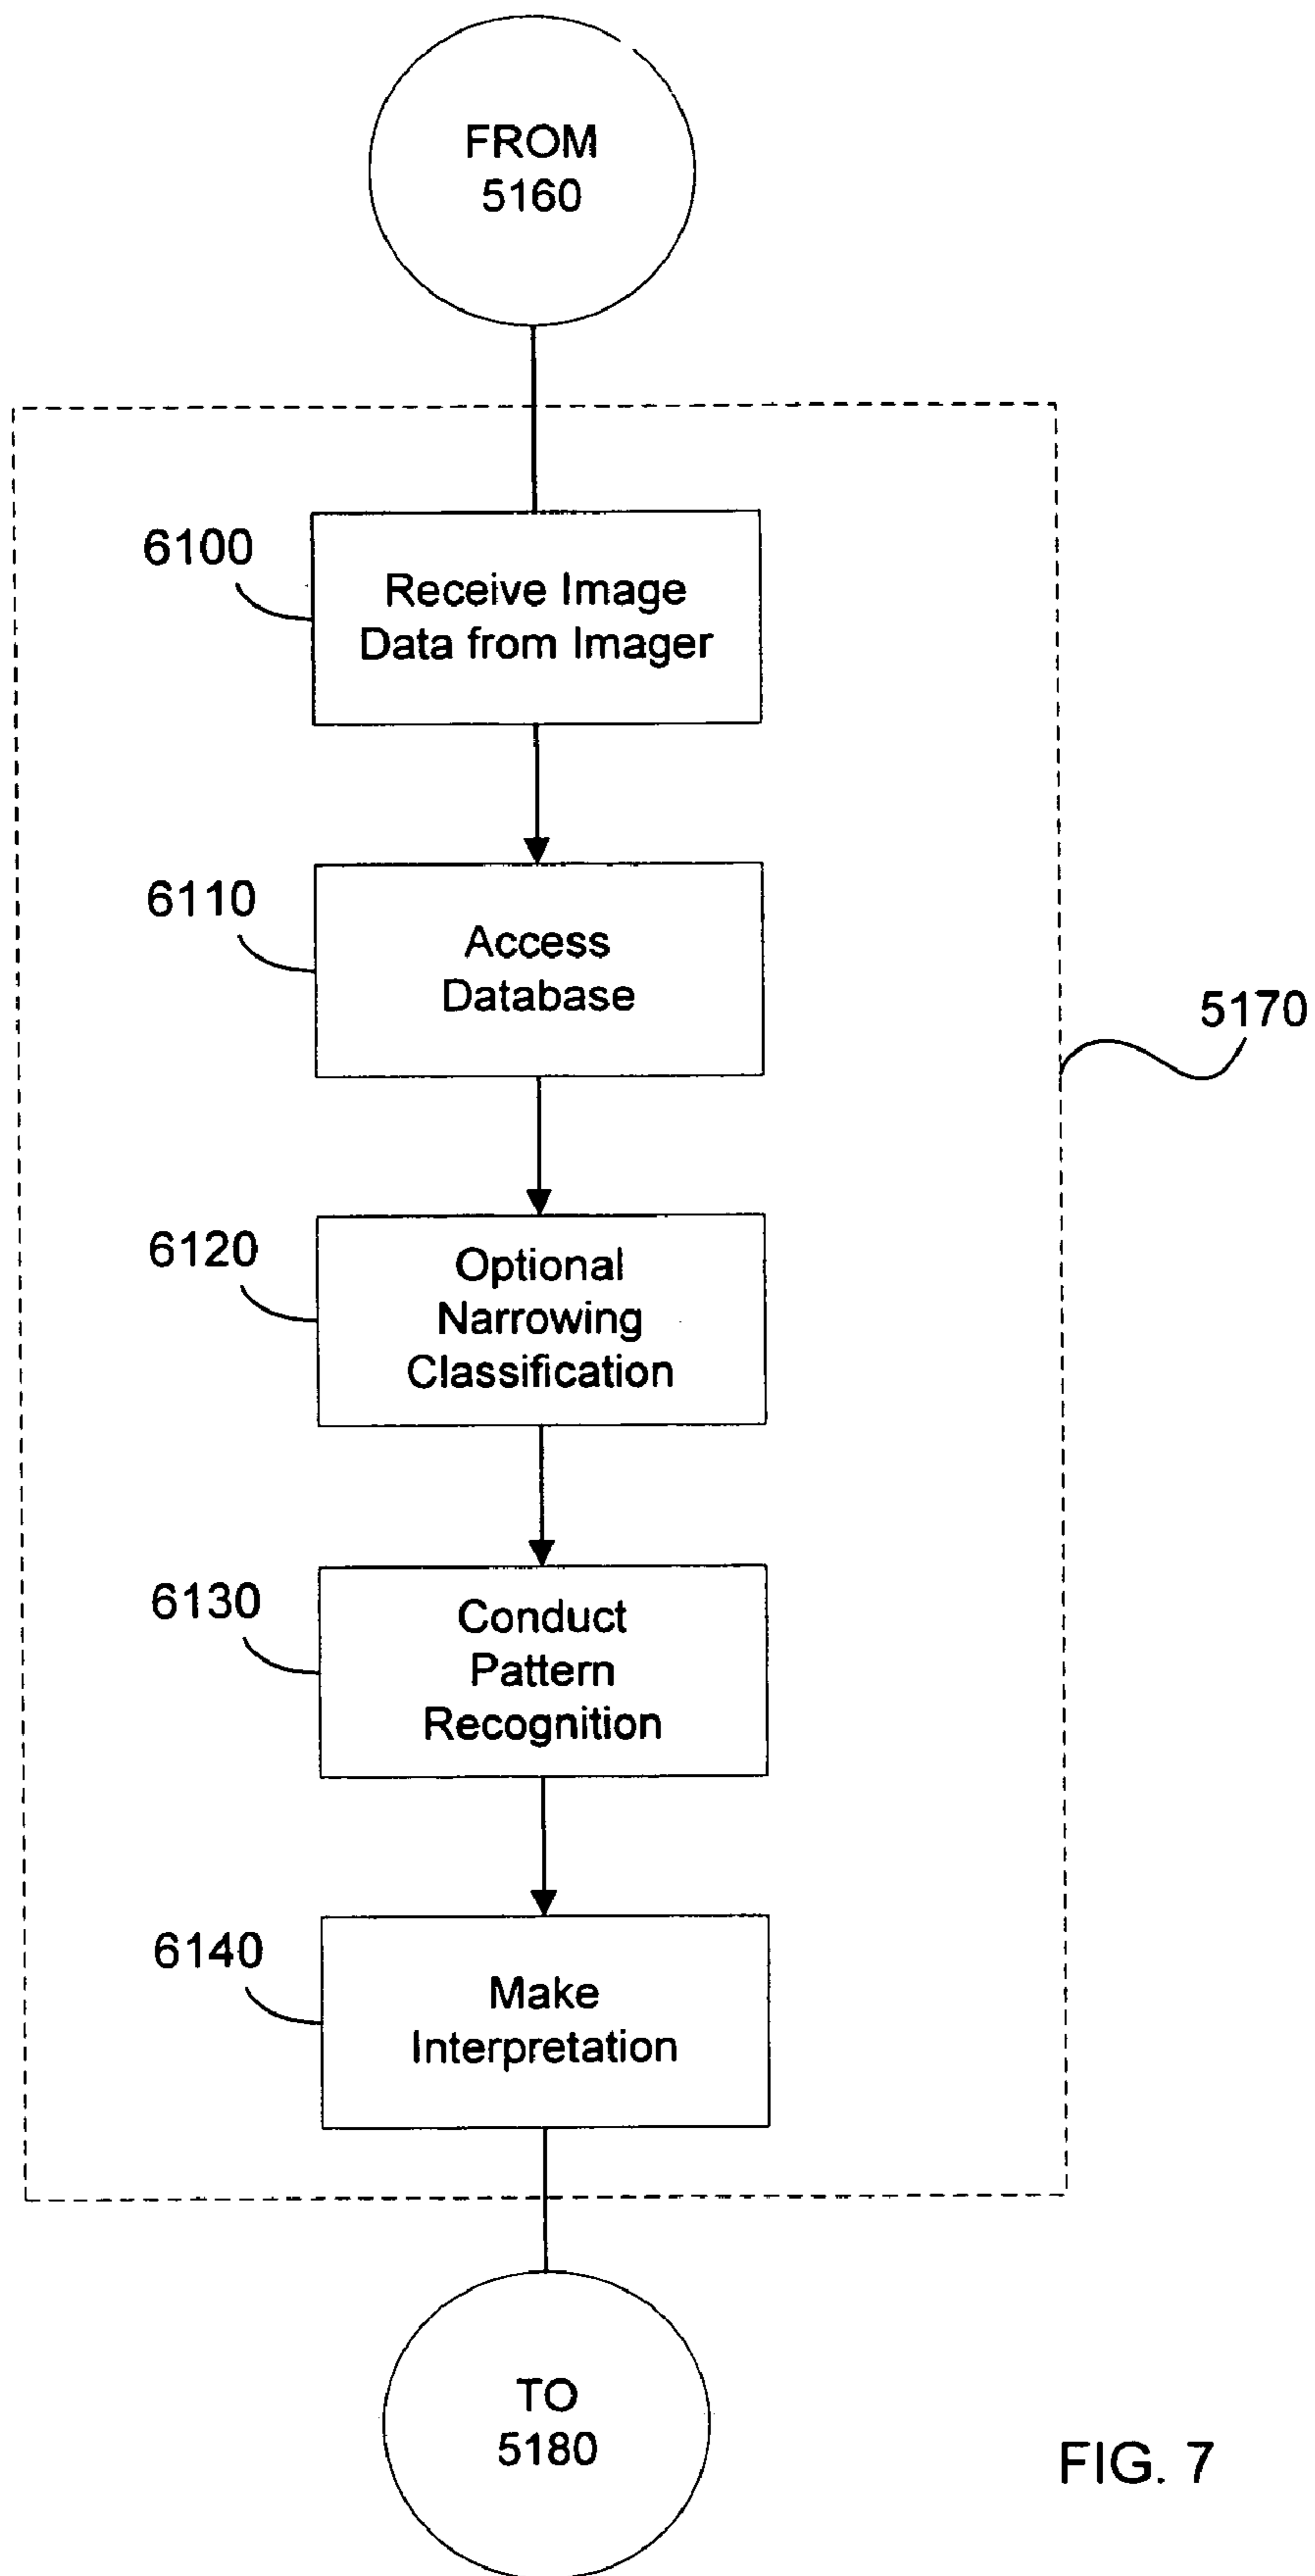 FROM
5160
6100
Receive Image
Data from Imager
6110
Access
Database
5170
6120
Optional
Narrowing
Classification
6130
Conduct
Pattern
Recognition
6140
Make
Interpretation
TO
5180
FIG. 7